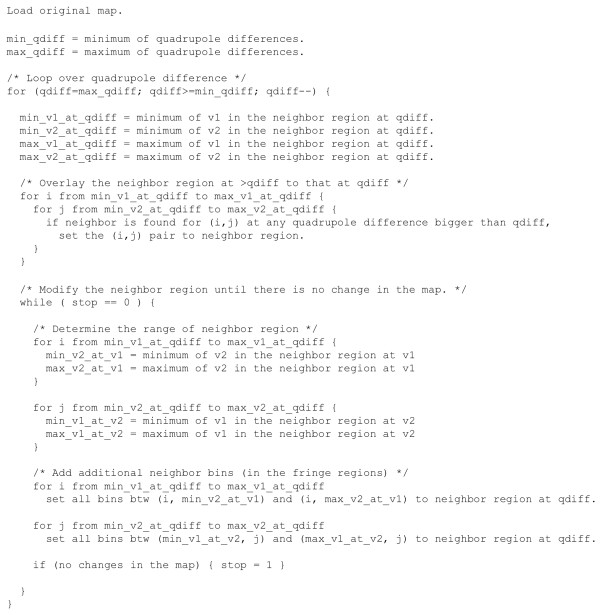 Load original map.
min_qdiff = minimum of quadrupole differences.
max_qdiff = maximum of quadrupole differences.
/* Loop over quadrupole difference */
for (qdiff=max_qdiff; qdiff>=min_qdiff; qdiff--) {
min_v1_at_qdiff = minimum of v1 in the neighbor region at qdiff.
min_v2_at_qdiff = minimum of v2 in the neighbor region at qdiff.
max_v1_at_qdiff = maximum of v1 in the neighbor region at qdiff.
max_v2_at_qdiff = maximum of v2 in the neighbor region at qdiff.
/* Overlay the neighbor region at >qdiff to that at qdiff */
for i from min_v1_at_qdiff to max_v1_at_qdiff {
for j from min_v2_at_qdiff to max_v2_at_qdiff {
if neighbor is found for (i,j) at any quadrupole difference bigger than qdiff,
set the (i,j) pair to neighbor region.
}
}
/* Modify the neighbor region until there is no change in the map. */
while ( stop == 0 ) {
/* Determine the range of neighbor region */
for i from min_v1_at_qdiff to max_v1_at_qdiff {
min_v2_at_v1 = minimum of v2 in the neighbor region at v1
max_v2_at_v1 = maximum of v2 in the neighbor region at v1
}
for j from min_v2_at_qdiff to max_v2_at_qdiff {
min_v1_at_v2 = minimum of v1 in the neighbor region at v2
max_v1_at_v2 = maximum of v1 in the neighbor region at v2
}
/* Add additional neighbor bins (in the fringe regions) */
for i from min_v1_at_qdiff to max_v1_at_qdiff
set all bins btw (i, min_v2_at_v1) and (i, max_v2_at_v1) to neighbor region at qdiff.
for j from min_v2_at_qdiff to max_v2_at_qdiff
set all bins btw (min_v1_at_v2, j) and (max_v1_at_v2, j) to neighbor region at qdiff.
if (no changes in the map) { stop = 1 }
}
}